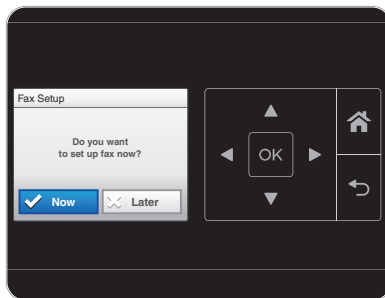 Fax Setup
Do you want
to set up fax now?
Now
Later
OK